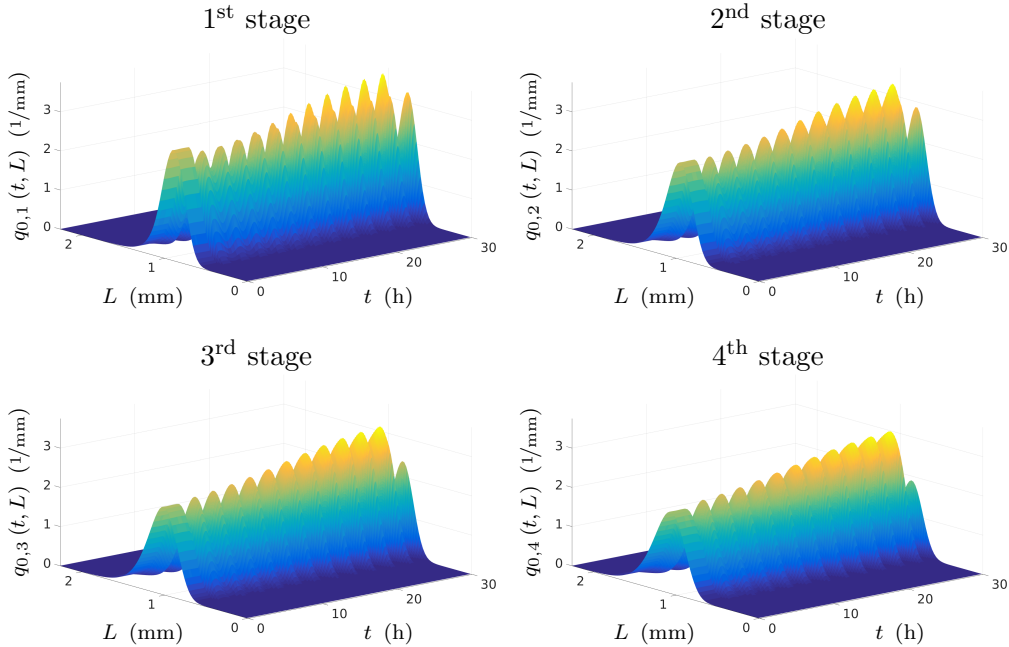 1st stage
q0,1 (t, L) (1/mm)
3
2
1
0
2
1
0
L (mm)
0
10
20
30
t (h)
2nd stage
q0,2 (t, L) (1/mm)
3
2
1
0
2
1
0
L (mm)
0
10
20
30
t (h)
3rd stage
q0,3 (t, L) (1/mm)
3
2
1
0
2
1
0
L (mm)
0
10
20
30
t (h)
4th stage
q0,4 (t, L) (1/mm)
3
2
1
0
2
1
0
L (mm)
0
10
20
30
t (h)